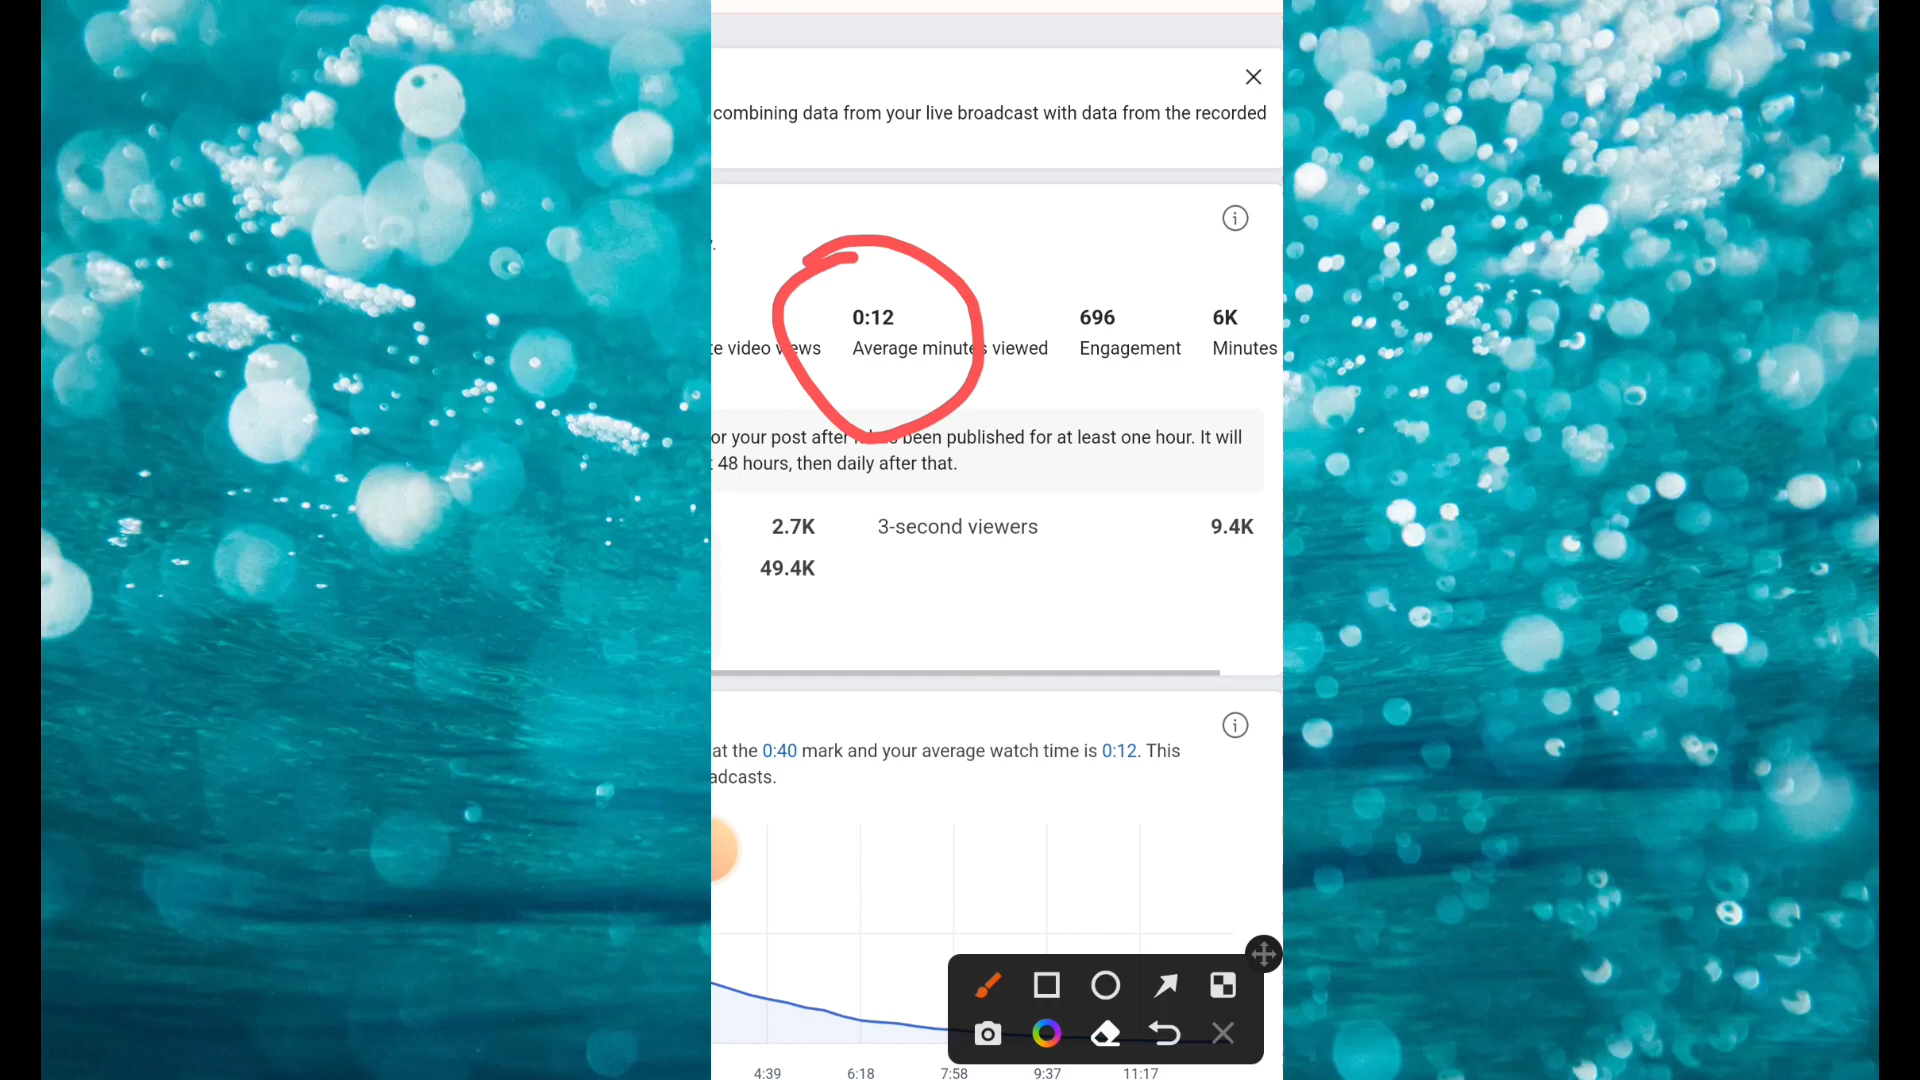 combining data from your live broadcast with data from the recorded
0:12 696 6K
video views Average minutes viewed Engagement Minutes
or your post after been published for at least one hour. It will
48 hours, then daily after that.
2.7K 3-second viewers 9.4K
49.4K
at the 0:40 mark and your average watch time is 0:12. This
adcasts.
4:39 6:18 7:58 9:37 11:17